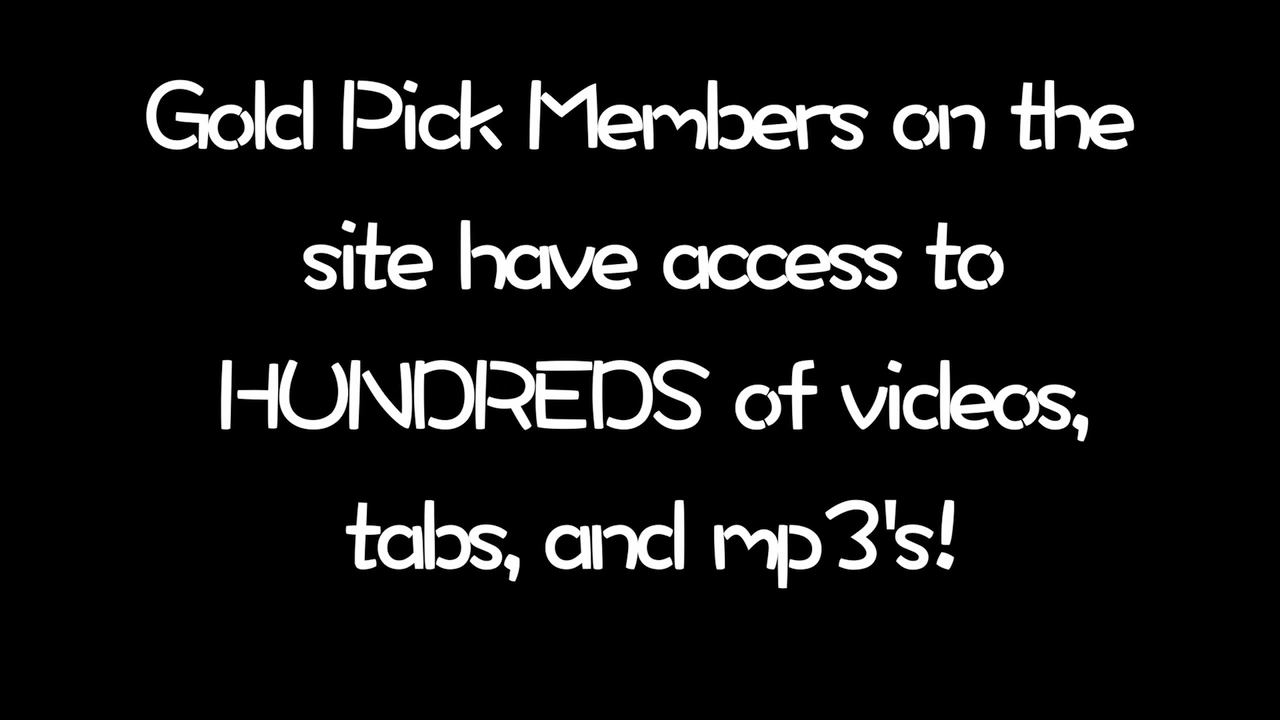 Gold Pick Members on the
site have access to
HUNDREDS of videos,
tabs, and mp3's!